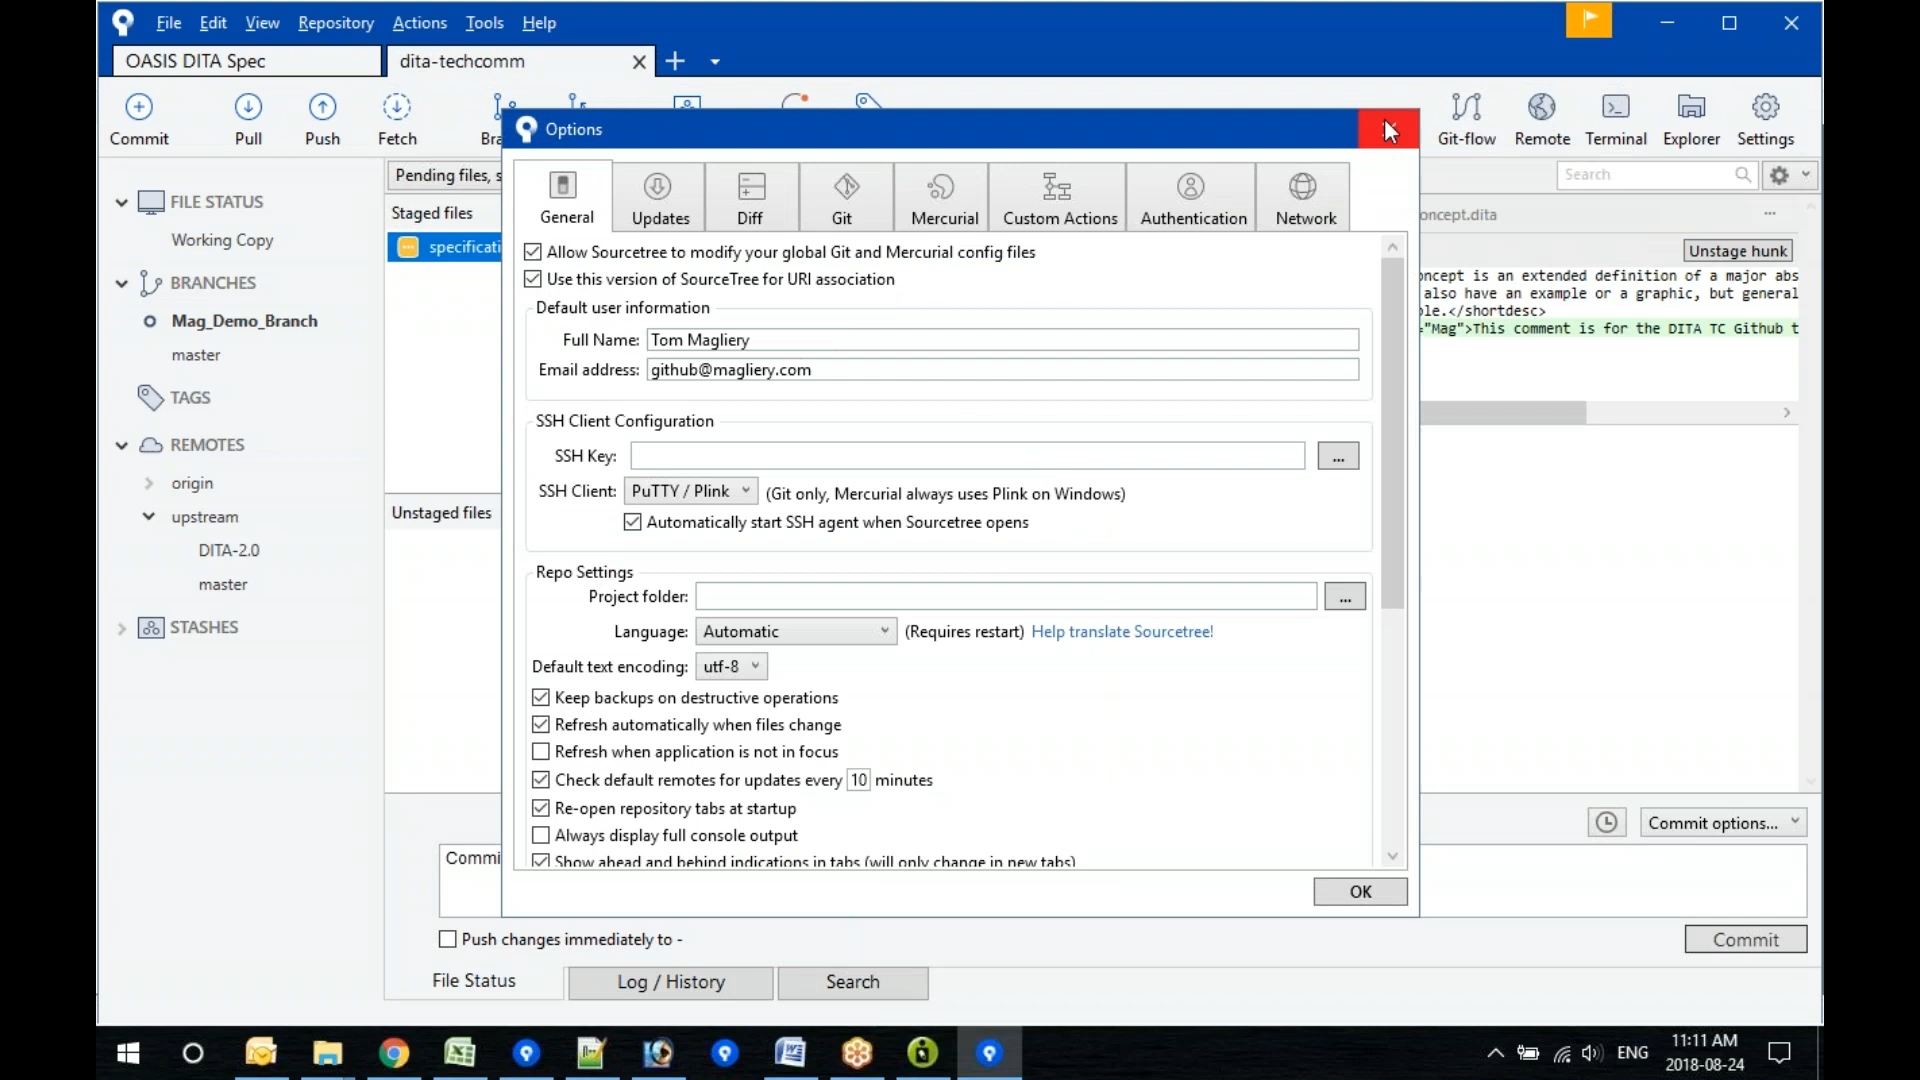 File Edit View Repository Actions Tools Help
OASIS DITA Spec
dita-techcomm
Commit Pull Push Fetch
Git-flow Remote Terminal Explorer Settings
Options
General Updates Diff Git Mercurial Custom Actions Authentication Network
Pending files, s
Search
Staged files
specificati
Unstaged files
FILE STATUS
Working Copy
BRANCHES
Mag_Demo_Branch
master
TAGS
REMOTES
origin
upstream
DITA-2.0
master
STASHES
Allow Sourcetree to modify your global Git and Mercurial config files
Use this version of SourceTree for URI association
Default user information
Full Name: Tom Magliery
Email address: github@magliery.com
SSH Client Configuration
SSH Key: ...
SSH Client: PuTTY / Plink (Git only, Mercurial always uses Plink on Windows)
Automatically start SSH agent when Sourcetree opens
Repo Settings
Project folder: ...
Language: Automatic (Requires restart) Help translate Sourcetree!
Default text encoding: utf-8
Keep backups on destructive operations
Refresh automatically when files change
Refresh when application is not in focus
Check default remotes for updates every 10 minutes
Re-open repository tabs at startup
Always display full console output
Show ahead and behind indications in tabs (will only change in new tabs)
OK
oncept.dita ...
Unstage hunk
oncept is an extended definition of a major abs
also have an example or a graphic, but general
le.</shortdesc>
="Mag">This comment is for the DITA TC Github t
Commit options...
Commi
Push changes immediately to -
Commit
File Status Log / History Search
ENG
11:11 AM
2018-08-24